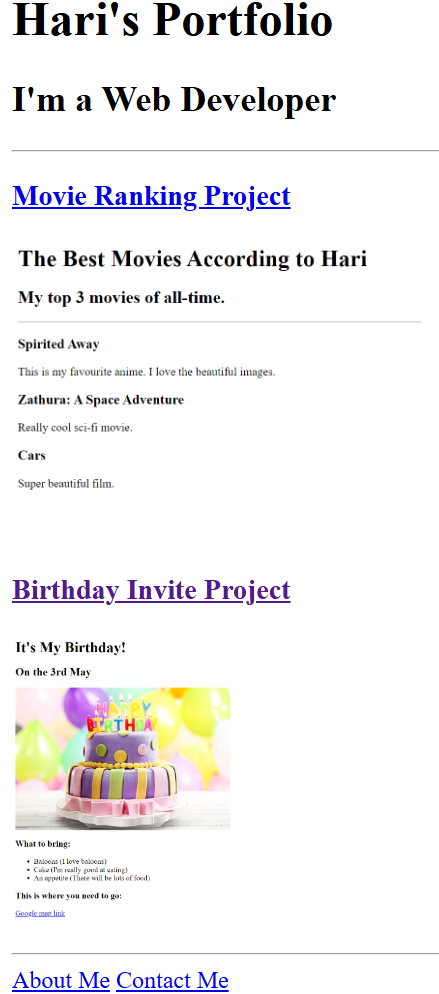 Hari's Portfolio
I'm a Web Developer
Movie Ranking Project
The Best Movies According to Hari
My top 3 movies of all-time.
Spirited Away
This is my favourite anime. I love the beautiful images.
Zathura: A Space Adventure
Really cool sci-fi movie.
Cars
Super beautiful film.
Birthday Invite Project
It's My Birthday!
On the 3rd May
HAPPY
BIRTHDAY
What to bring:
Baloons (I love baloons)
Cake (I'm really good at eating)
An appetite (There will be lots of food)
This is where you need to go:
Google map link
About Me Contact Me